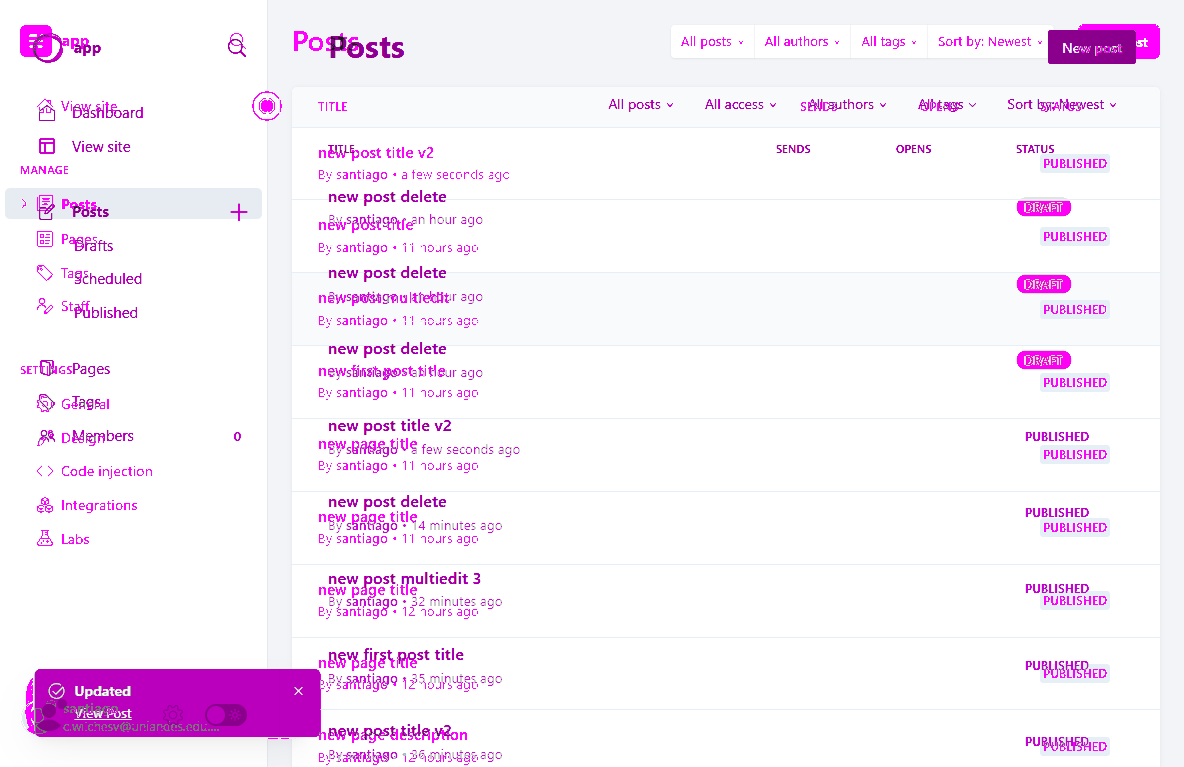 app
app
Posts
Posts
All posts
All authors
All tags
Sort by: Newest
New post
View site
Dashboard
View site
MANAGE
Posts
Posts
Pages
Drafts
Tags
Scheduled
Staff
Published
SETTINGS
Pages
General
Tags
Design
Members
0
Code injection
Integrations
Labs
TITLE
All posts
All access
SENDS
All authors
OPENS
All tags
STATUS
Sort by: Newest
TITLE
SENDS
OPENS
STATUS
new post title v2
By santiago • a few seconds ago
PUBLISHED
new post delete
By santiago • an hour ago
DRAFT
new post title
By santiago • 11 hours ago
PUBLISHED
new post delete
By santiago • an hour ago
DRAFT
new post multiedit
By santiago • 11 hours ago
PUBLISHED
new post delete
By santiago • an hour ago
DRAFT
new first post title
By santiago • 11 hours ago
PUBLISHED
new post title v2
By santiago • a few seconds ago
PUBLISHED
new page title
By santiago • 11 hours ago
PUBLISHED
new post delete
By santiago • 14 minutes ago
PUBLISHED
new page title
By santiago • 11 hours ago
PUBLISHED
new post multiedit 3
By santiago • 32 minutes ago
PUBLISHED
new page title
By santiago • 12 hours ago
PUBLISHED
new first post title
By santiago • 35 minutes ago
PUBLISHED
new page title
By santiago • 12 hours ago
PUBLISHED
new post title v2
By santiago • 36 minutes ago
PUBLISHED
new page description
By santiago • 12 hours ago
PUBLISHED
Updated
View Post
santiago